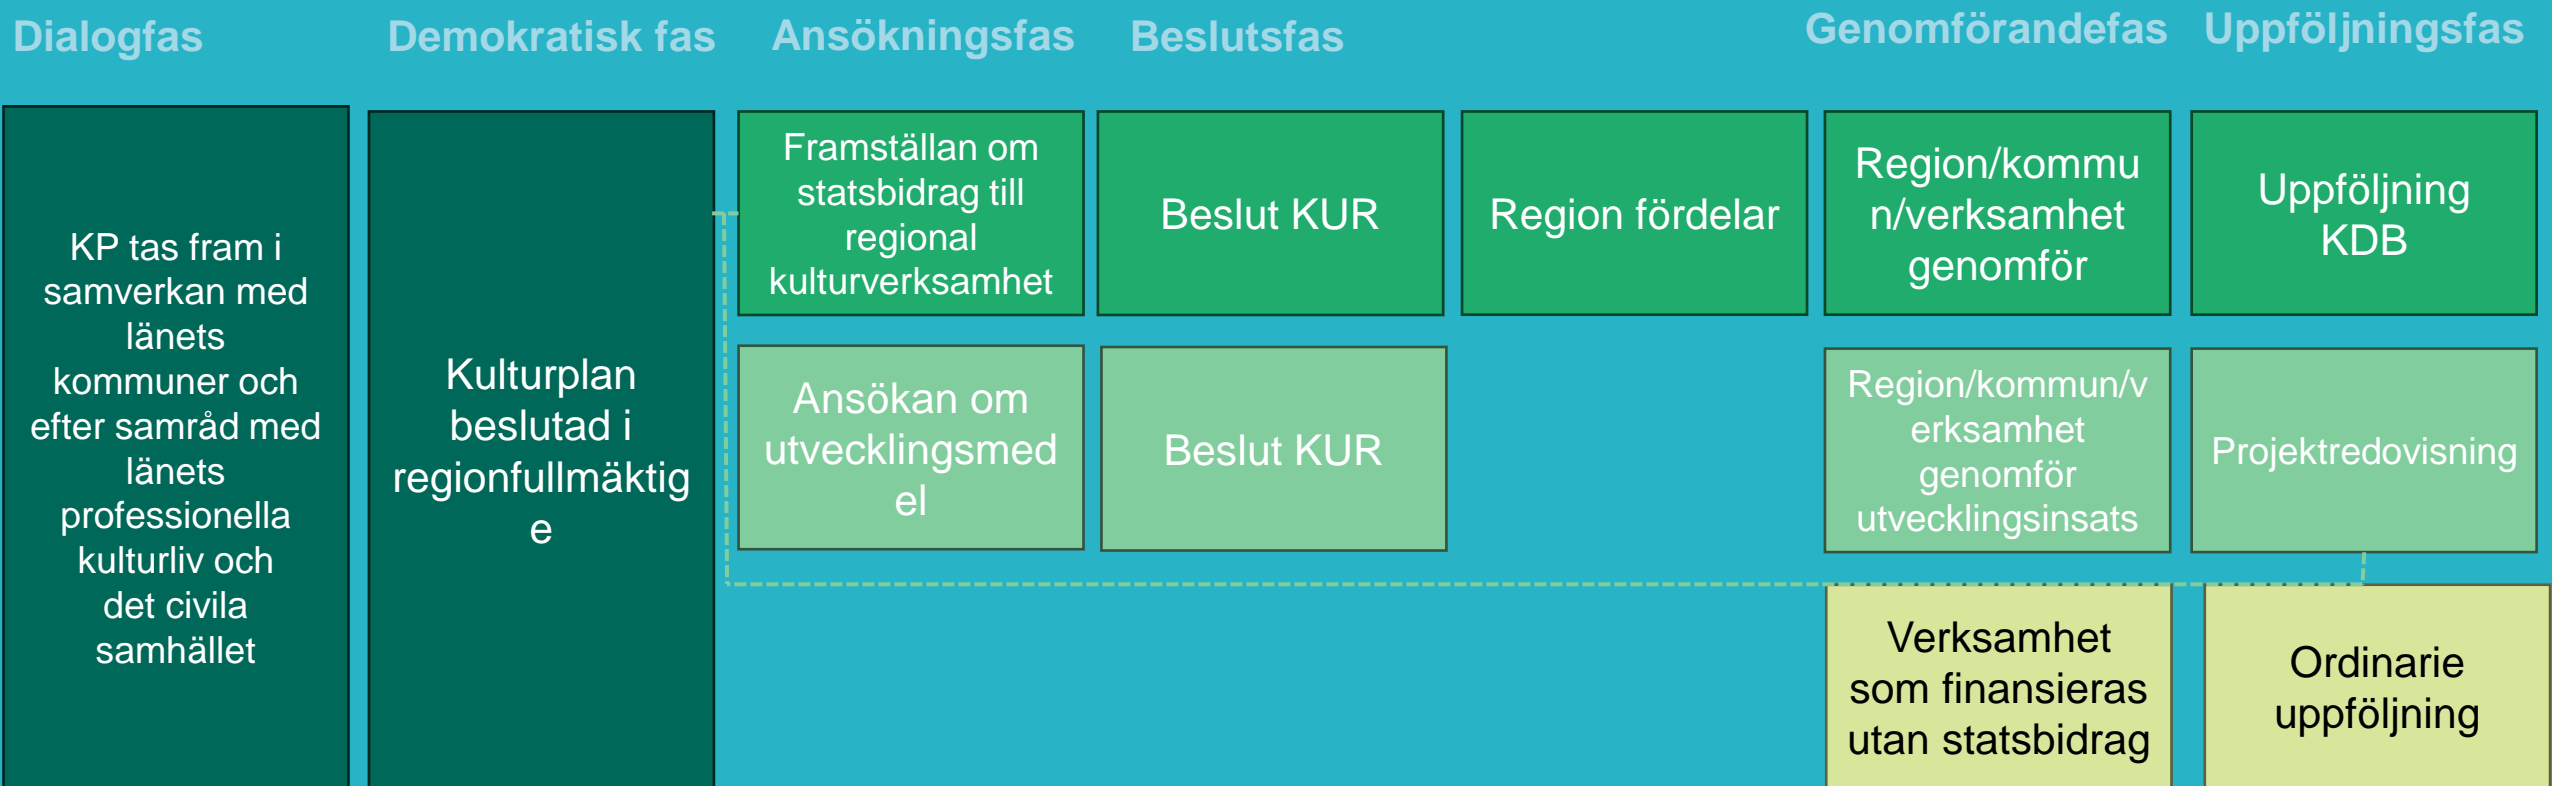 Dialogfas
Demokratisk fas
Ansökningsfas
Beslutsfas
Genomförandefas
Uppföljningsfas
KP tas fram i
samverkan med
länets
kommuner och
efter samråd med
länets
professionella
kulturliv och
det civila
samhället
Kulturplan
beslutad i
regionfullmäktig
e
Framställan om
statsbidrag till
regional
kulturverksamhet
Beslut KUR
Region fördelar
Region/kommu
n/verksamhet
genomför
Uppföljning
KDB
Ansökan om
utvecklingsmed
el
Beslut KUR
Region/kommun/v
erksamhet
genomför
utvecklingsinsats
Projektredovisning
Verksamhet
som finansieras
utan statsbidrag
Ordinarie
uppföljning